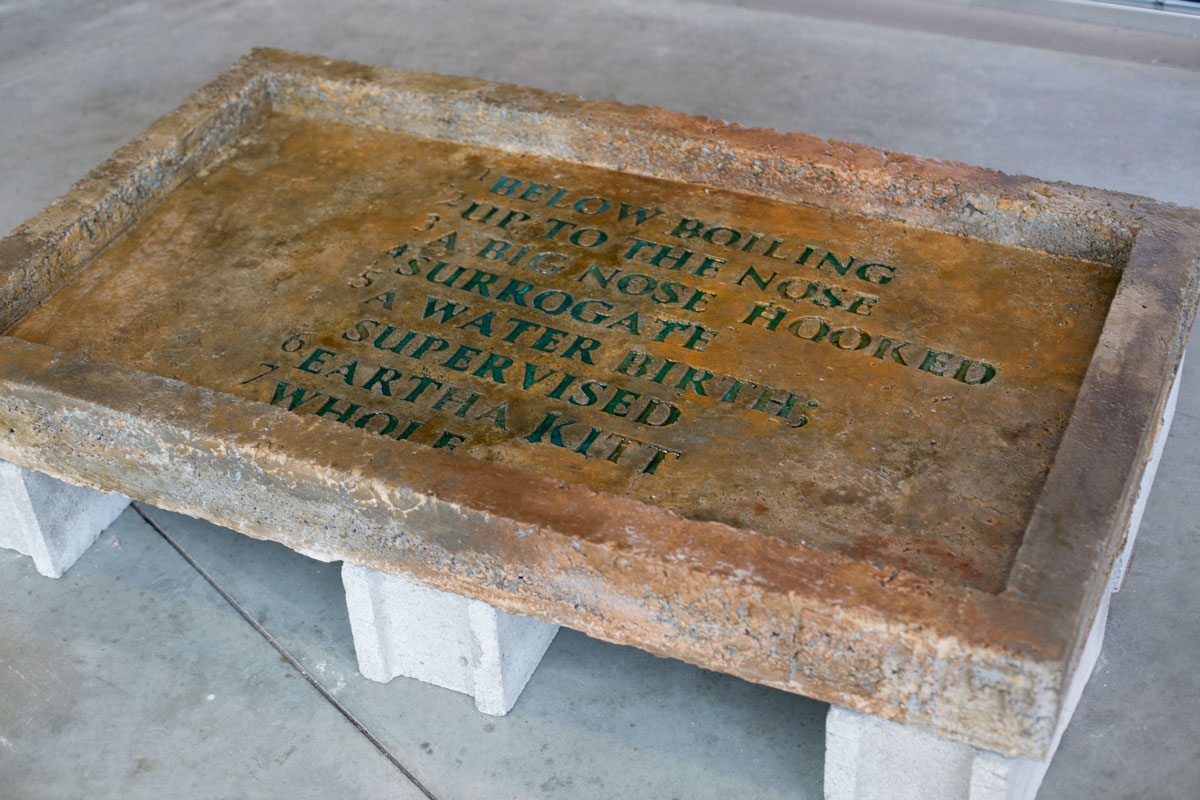 1 BELOW BOILING
2 UP TO THE NOSE
3 A BIG NOSE HOOKED
4 SURROGATE
5 A WATER BIRTH;
SUPERVISED
6 EARTHA KITT
7 WHOLE